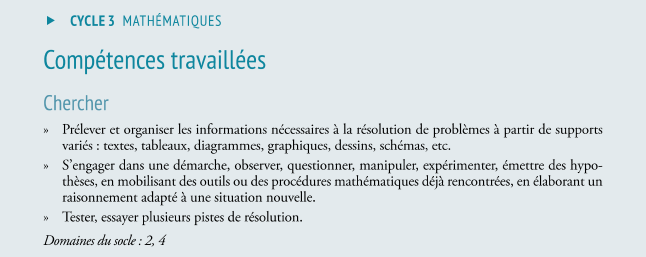 ► CYCLE 3 MATHÉMATIQUES
Compétences travaillées
Chercher
» Prélever et organiser les informations nécessaires à la résolution de problèmes à partir de supports
variés : textes, tableaux, diagrammes, graphiques, dessins, schémas, etc.
» S'engager dans une démarche, observer, questionner, manipuler, expérimenter, émettre des hypo-
thèses, en mobilisant des outils ou des procédures mathématiques déjà rencontrées, en élaborant un
raisonnement adapté à une situation nouvelle.
» Tester, essayer plusieurs pistes de résolution.
Domaines du socle : 2, 4